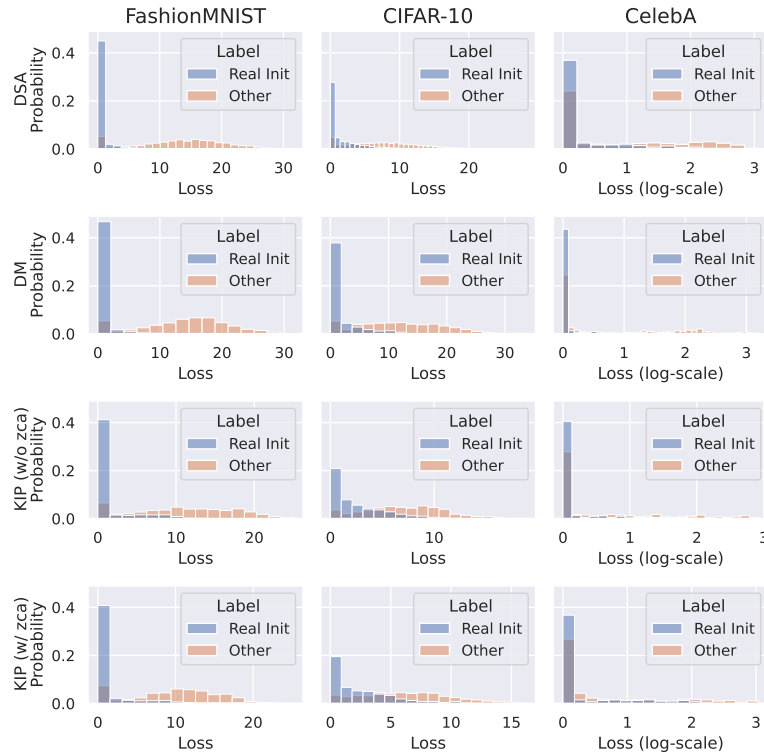 FashionMNIST CIFAR-10 CelebA
DSA
Probability
0.4
0.2
0.0
Label
Real Init
Other
0 10 20 30
Loss
Label
Real Init
Other
0 10 20
Loss
Label
Real Init
Other
0 1 2 3
Loss (log-scale)
DM
Probability
0.4
0.2
0.0
Label
Real Init
Other
0 10 20 30
Loss
Label
Real Init
Other
0 10 20 30
Loss
Label
Real Init
Other
0 1 2 3
Loss (log-scale)
KIP (w/o zca)
Probability
0.4
0.2
0.0
Label
Real Init
Other
0 10 20
Loss
Label
Real Init
Other
0 10
Loss
Label
Real Init
Other
0 1 2 3
Loss (log-scale)
KIP (w/ zca)
Probability
0.4
0.2
0.0
Label
Real Init
Other
0 10 20
Loss
Label
Real Init
Other
0 5 10 15
Loss
Label
Real Init
Other
0 1 2 3
Loss (log-scale)